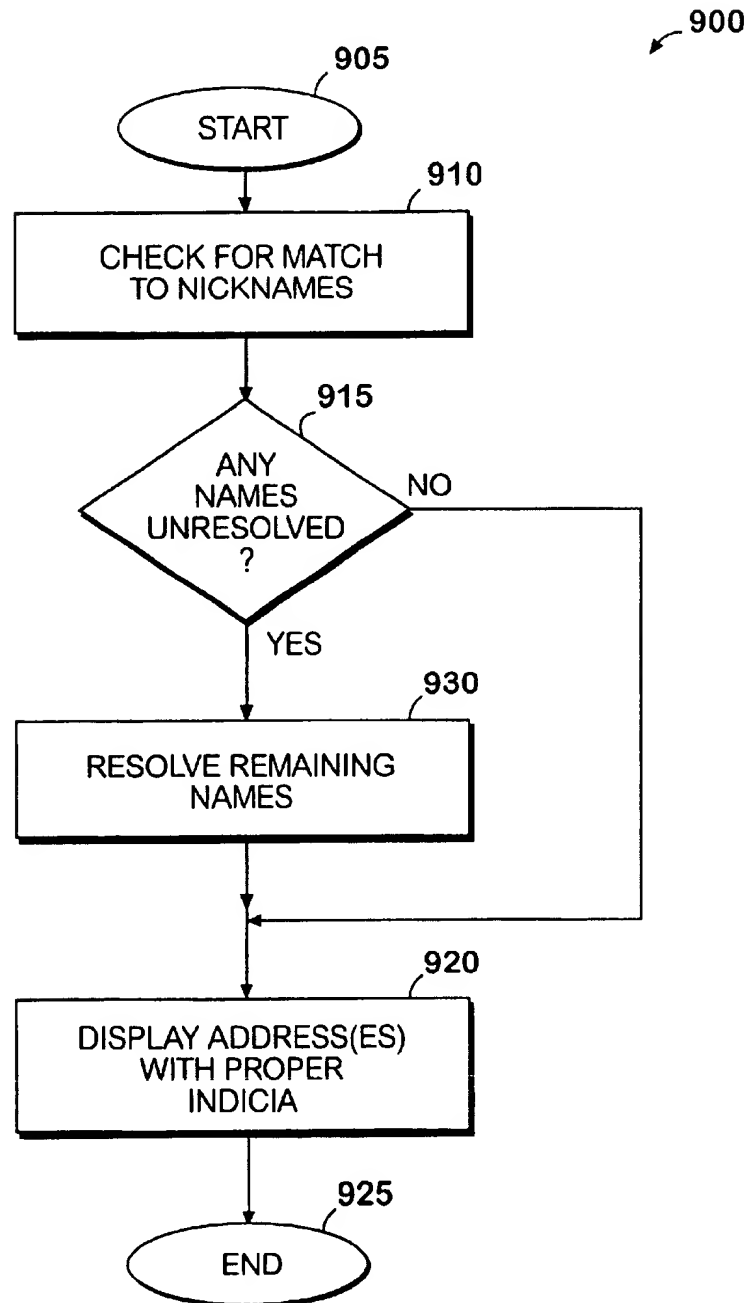 900
905
START
910
CHECK FOR MATCH
TO NICKNAMES
915
ANY
NAMES
UNRESOLVED
?
NO
YES
930
RESOLVE REMAINING
NAMES
920
DISPLAY ADDRESS(ES)
WITH PROPER
INDICIA
925
END